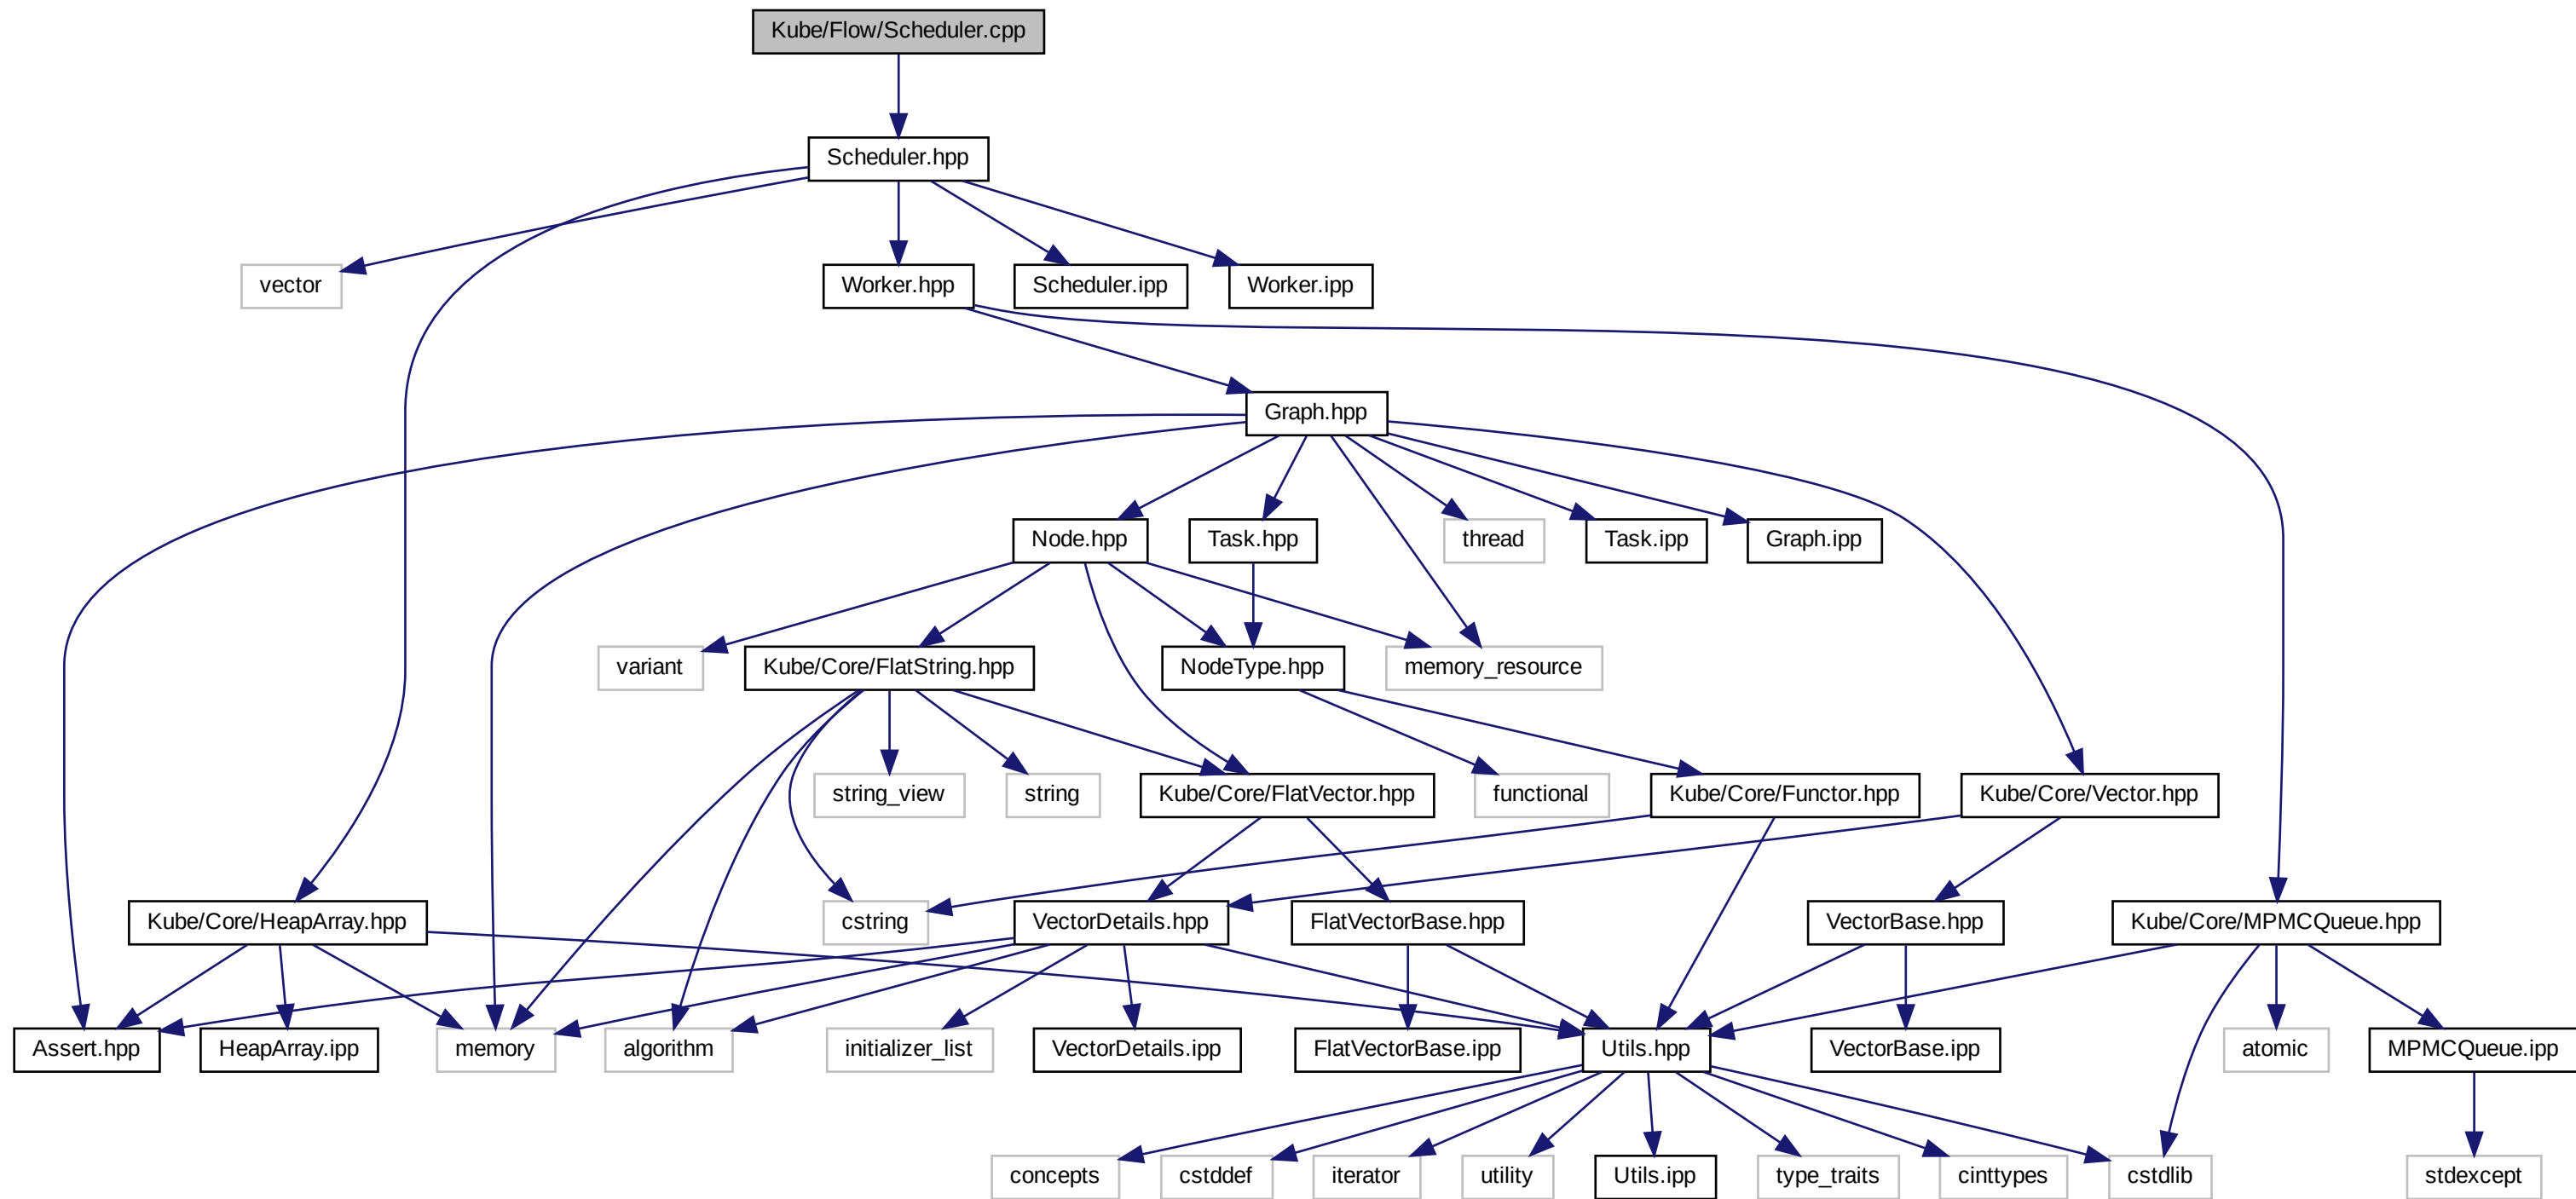 Kube/Flow/Scheduler.cpp
Scheduler.hpp
vector
Worker.hpp
Scheduler.ipp
Worker.ipp
Graph.hpp
Node.hpp
Task.hpp
thread
Task.ipp
Graph.ipp
variant
Kube/Core/FlatString.hpp
NodeType.hpp
memory_resource
string_view
string
Kube/Core/FlatVector.hpp
functional
Kube/Core/Functor.hpp
Kube/Core/Vector.hpp
Kube/Core/HeapArray.hpp
cstring
VectorDetails.hpp
FlatVectorBase.hpp
VectorBase.hpp
Kube/Core/MPMCQueue.hpp
Assert.hpp
HeapArray.ipp
memory
algorithm
initializer_list
VectorDetails.ipp
FlatVectorBase.ipp
Utils.hpp
VectorBase.ipp
atomic
MPMCQueue.ipp
concepts
cstddef
iterator
utility
Utils.ipp
type_traits
cinttypes
cstdlib
stdexcept